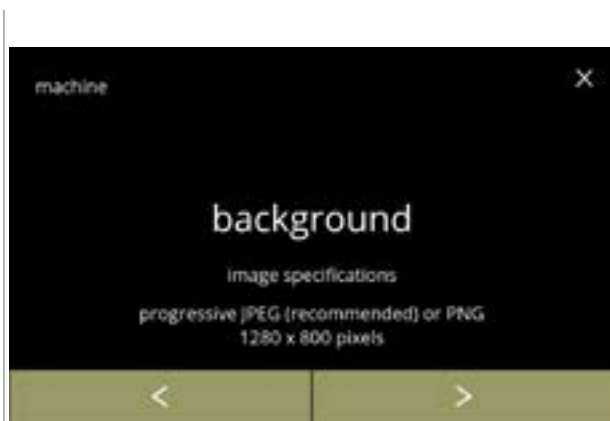 machine
X
background
image specifications
progressive JPEG (recommended) or PNG
1280 x 800 pixels
< >